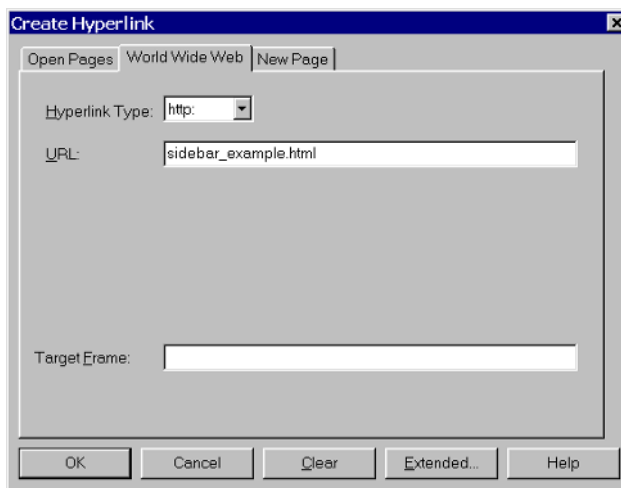 Create Hyperlink
Open Pages World Wide Web New Page
Hyperlink Type: http:
URL: sidebar_example.html
Target Frame:
OK Cancel Clear Extended... Help